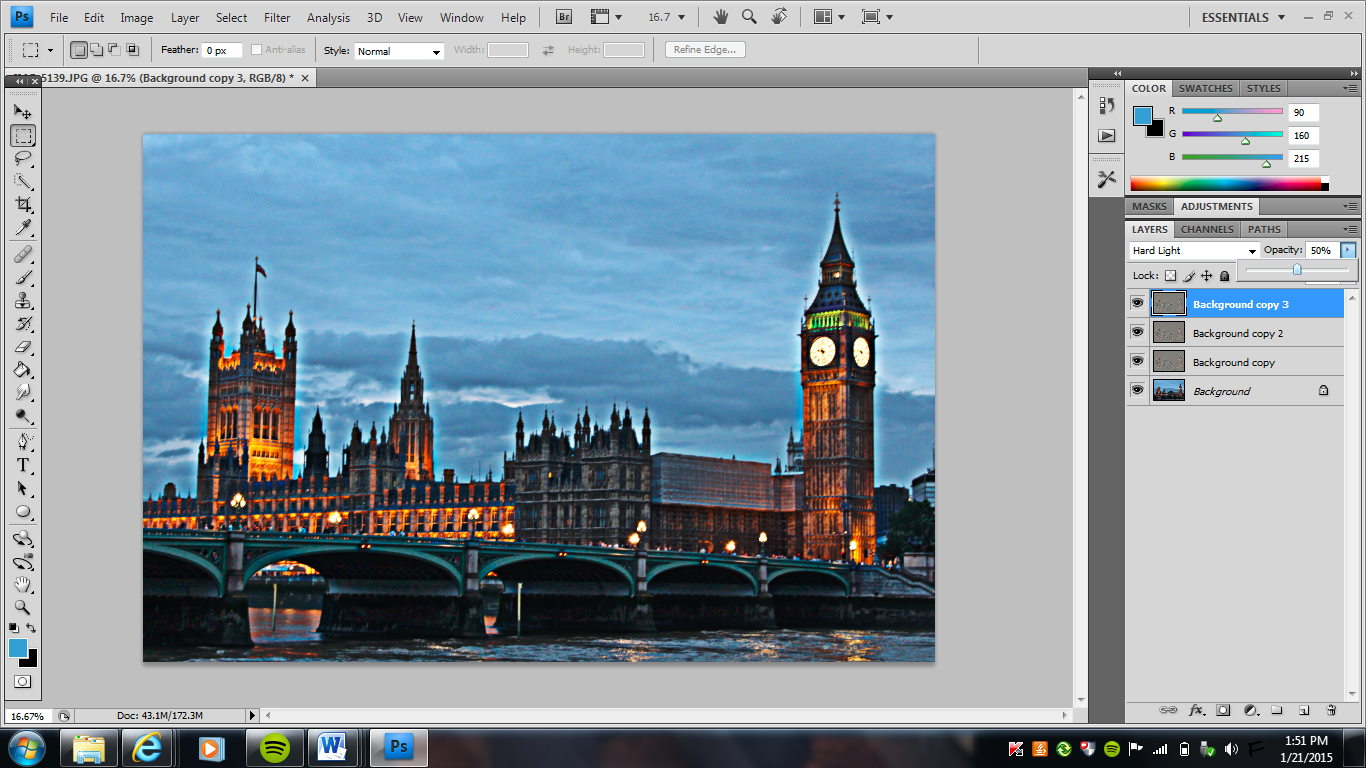 Ps File Edit Image Layer Select Filter Analysis 3D View Window Help Br 16.7 ESSENTIALS
Feather: 0 px Anti-alias Style: Normal Width: Height: Refine Edge...
5139.JPG @ 16.7% (Background copy 3, RGB/8) *
COLOR SWATCHES STYLES
R 90
G 160
B 215
MASKS ADJUSTMENTS
LAYERS CHANNELS PATHS
Hard Light Opacity: 50%
Lock:
Background copy 3
Background copy 2
Background copy
Background
T
fx
16.67% Doc: 43.1M/172.3M
W Ps
1:51 PM
1/21/2015